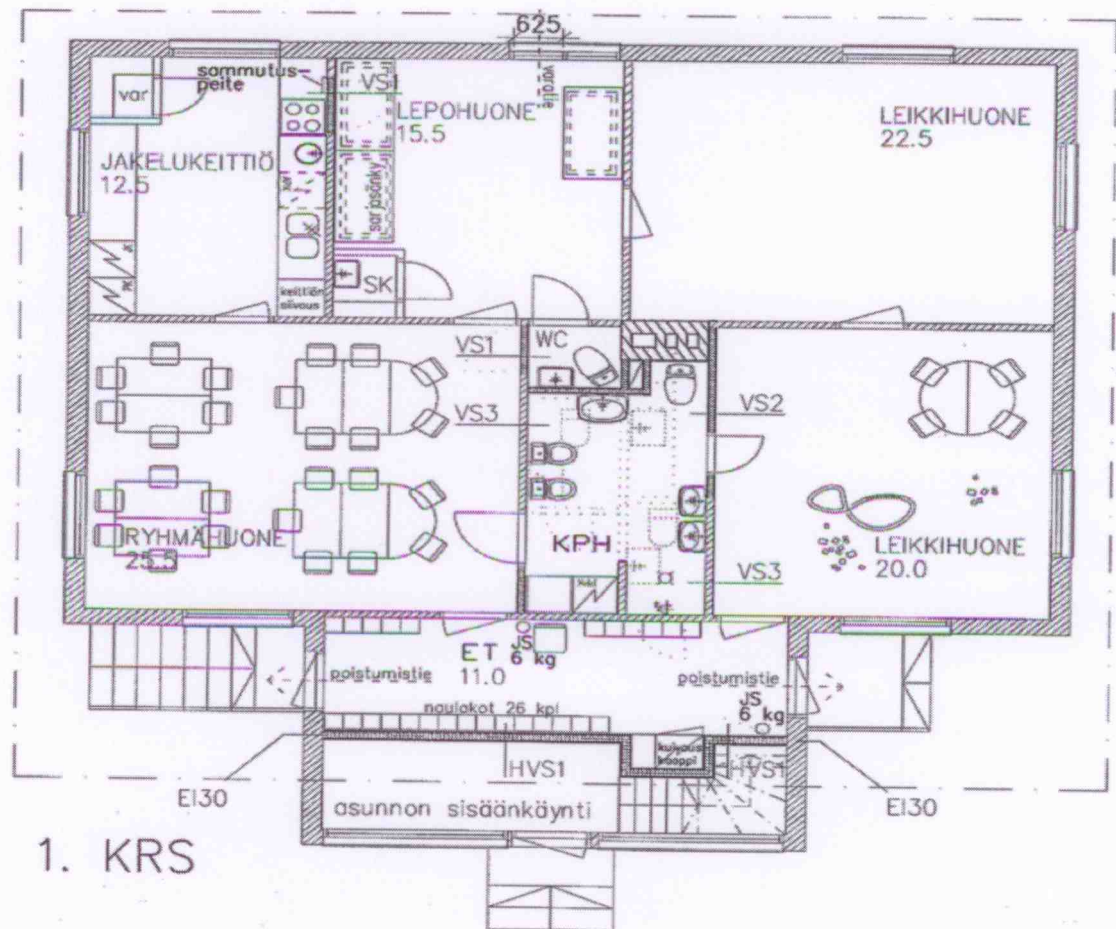 625
sammutus-
peite
var
VS1
varatie
LEPOHUONE
15.5
LEIKKIHUONE
22.5
JAKELUKEITTIÖ
12.5
sarjasänky
SK
keittiön
siivous
VS1
WC
VS3
VS2
RYHMÄHUONE
25.5
KPH
LEIKKIHUONE
20.0
VS3
ET
11.0
JS
6 kg
poistumistie
poistumistie
JS
6 kg
naulakot 26 kpl
kuivaus
kaappi
HVS1
HVS1
EI30
EI30
asunnon sisäänkäynti
1. KRS